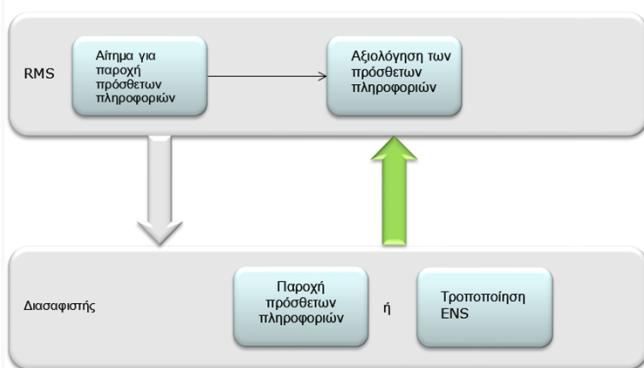 RMS
Αίτημα για
παροχή
πρόσθετων
πληροφοριών
Αξιολόγηση των
πρόσθετων
πληροφοριών
Διασαφιστής
Παροχή
πρόσθετων
πληροφοριών
ή
Τροποποίηση
ENS